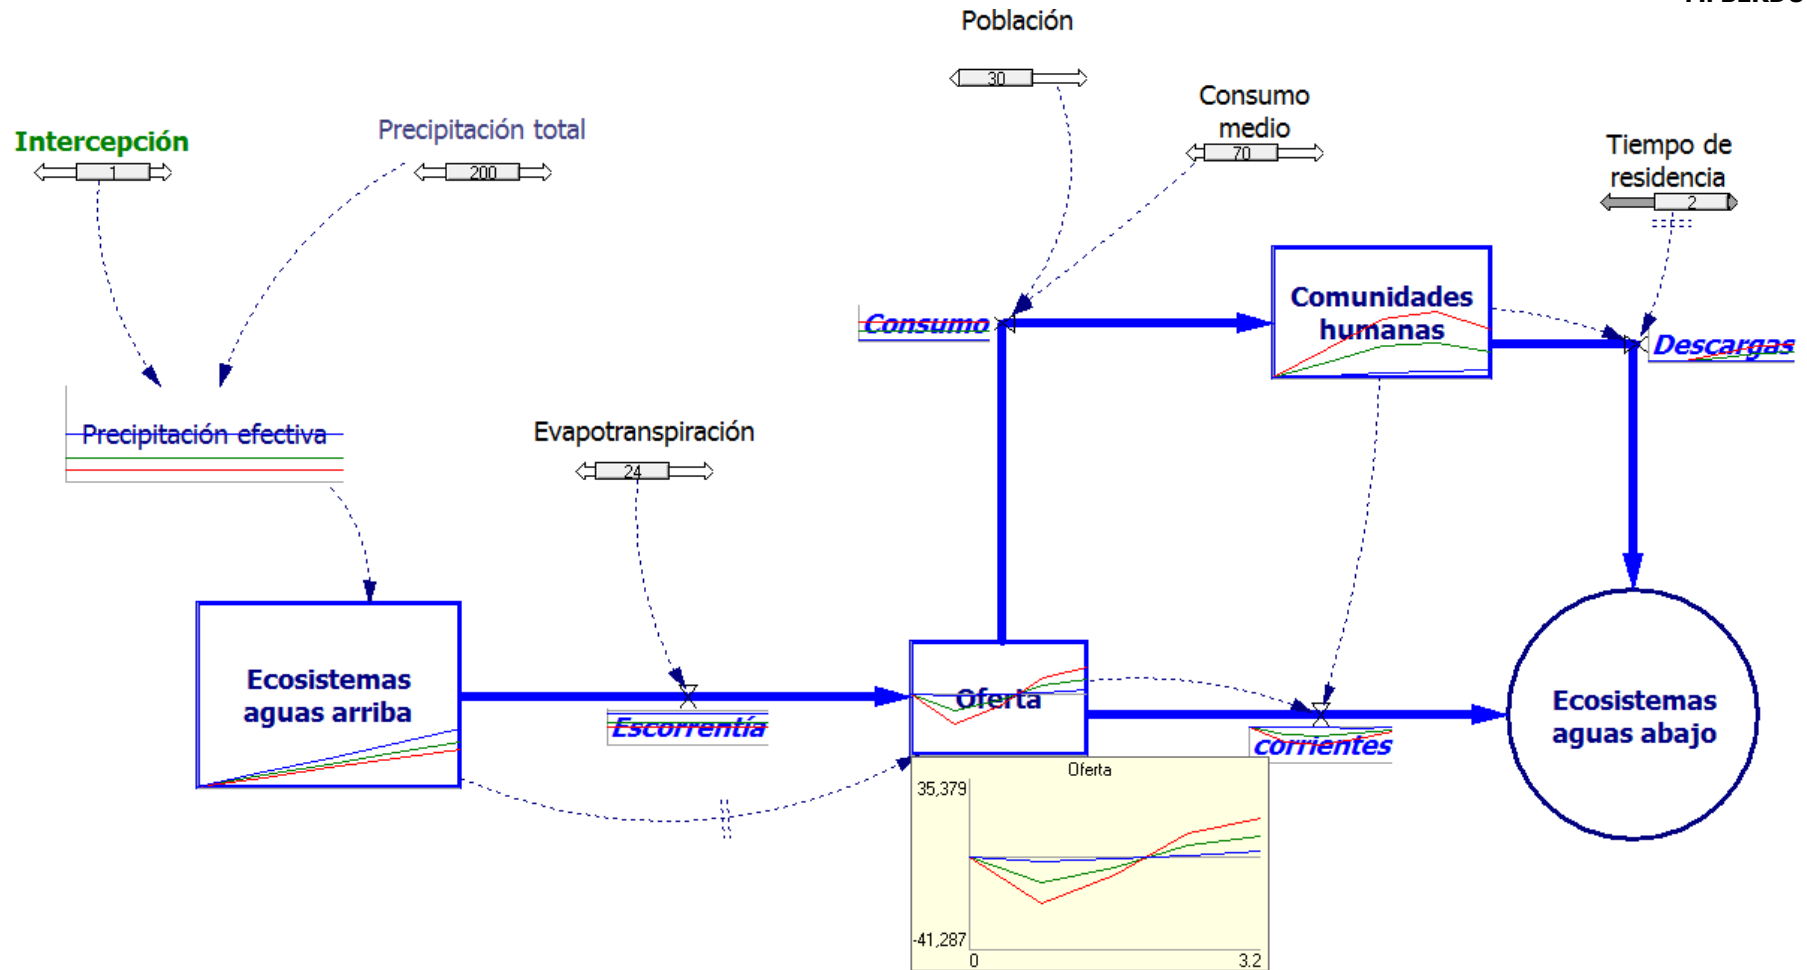 Población
30
Consumo
medio
70
Intercepción
1
Precipitación total
200
Tiempo de
residencia
2
Consumo
Comunidades
humanas
Descargas
Precipitación efectiva
Evapotranspiración
24
Ecosistemas
aguas arriba
Escorrentía
Oferta
corrientes
Ecosistemas
aguas abajo
Oferta
35,379
-41,287
0
3.2